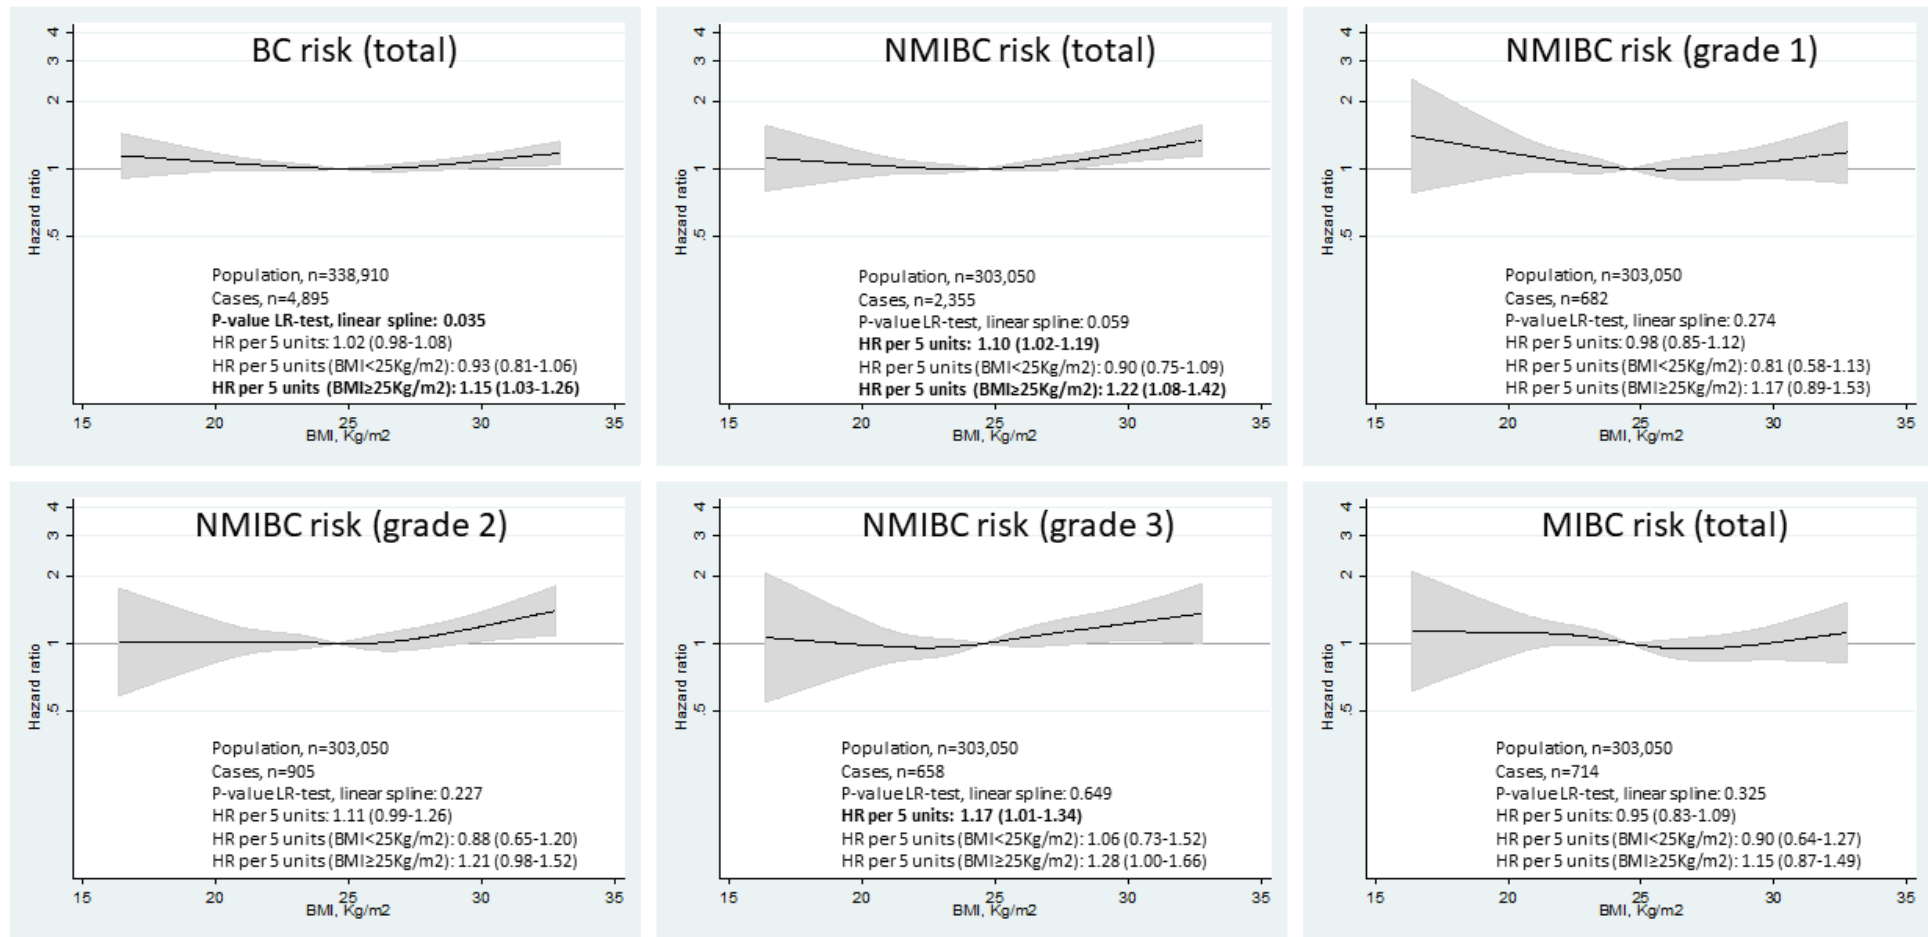 BC risk (total)
4
3
2
1
.5
Hazard ratio
Population, n=338,910
Cases, n=4,895
P-value LR-test, linear spline: 0.035
HR per 5 units: 1.02 (0.98-1.08)
HR per 5 units (BMI<25Kg/m2): 0.93 (0.81-1.06)
HR per 5 units (BMI≥25Kg/m2): 1.15 (1.03-1.26)
15 20 25 30 35
BMI, Kg/m2
NMIBC risk (total)
4
3
2
1
.5
Hazard ratio
Population, n=303,050
Cases, n=2,355
P-value LR-test, linear spline: 0.059
HR per 5 units: 1.10 (1.02-1.19)
HR per 5 units (BMI<25Kg/m2): 0.90 (0.75-1.09)
HR per 5 units (BMI≥25Kg/m2): 1.22 (1.08-1.42)
15 20 25 30 35
BMI, Kg/m2
NMIBC risk (grade 1)
4
3
2
1
.5
Hazard ratio
Population, n=303,050
Cases, n=682
P-value LR-test, linear spline: 0.274
HR per 5 units: 0.98 (0.85-1.12)
HR per 5 units (BMI<25Kg/m2): 0.81 (0.58-1.13)
HR per 5 units (BMI≥25Kg/m2): 1.17 (0.89-1.53)
15 20 25 30 35
BMI, Kg/m2
NMIBC risk (grade 2)
4
3
2
1
.5
Hazard ratio
Population, n=303,050
Cases, n=905
P-value LR-test, linear spline: 0.227
HR per 5 units: 1.11 (0.99-1.26)
HR per 5 units (BMI<25Kg/m2): 0.88 (0.65-1.20)
HR per 5 units (BMI≥25Kg/m2): 1.21 (0.98-1.52)
15 20 25 30 35
BMI, Kg/m2
NMIBC risk (grade 3)
4
3
2
1
.5
Hazard ratio
Population, n=303,050
Cases, n=658
P-value LR-test, linear spline: 0.649
HR per 5 units: 1.17 (1.01-1.34)
HR per 5 units (BMI<25Kg/m2): 1.06 (0.73-1.52)
HR per 5 units (BMI≥25Kg/m2): 1.28 (1.00-1.66)
15 20 25 30 35
BMI, Kg/m2
MIBC risk (total)
4
3
2
1
.5
Hazard ratio
Population, n=303,050
Cases, n=714
P-value LR-test, linear spline: 0.325
HR per 5 units: 0.95 (0.83-1.09)
HR per 5 units (BMI<25Kg/m2): 0.90 (0.64-1.27)
HR per 5 units (BMI≥25Kg/m2): 1.15 (0.87-1.49)
15 20 25 30 35
BMI, Kg/m2